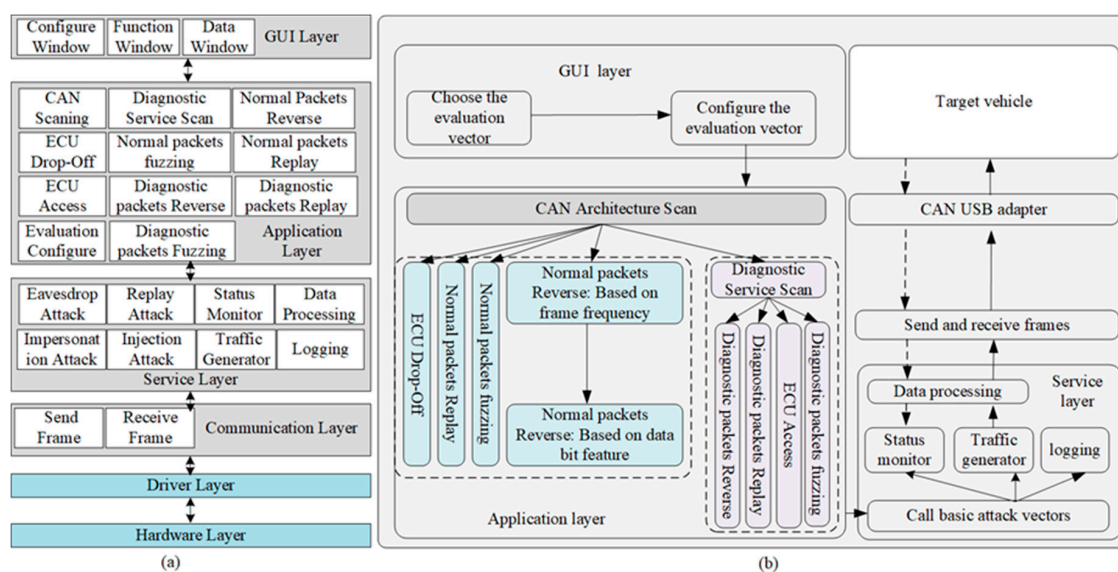 (a)
Configure Window
Function Window
Data Window
GUI Layer
CAN Scaning
Diagnostic Service Scan
Normal Packets Reverse
ECU Drop-Off
Normal packets fuzzing
Normal packets Replay
ECU Access
Diagnostic packets Reverse
Diagnostic packets Replay
Evaluation Configure
Diagnostic packets Fuzzing
Application Layer
Eavesdrop Attack
Replay Attack
Status Monitor
Data Processing
Impersonat ion Attack
Injection Attack
Traffic Generator
Logging
Service Layer
Send Frame
Receive Frame
Communication Layer
Driver Layer
Hardware Layer
(a)
(b)
GUI layer
Choose the evaluation vector
Configure the evaluation vector
CAN Architecture Scan
ECU Drop-Off
Normal packets Replay
Normal packets fuzzing
Normal packets Reverse: Based on frame frequency
Normal packets Reverse: Based on data bit feature
Diagnostic Service Scan
Diagnostic packets Reverse
Diagnostic packets Replay
ECU Access
Diagnostic packets fuzzing
Application layer
Target vehicle
CAN USB adapter
Send and receive frames
Data processing
Service layer
Status monitor
Traffic generator
logging
Call basic attack vectors
(b)